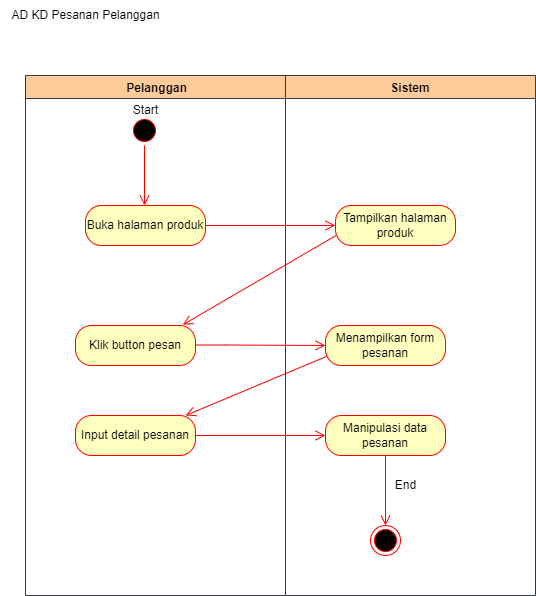 AD KD Pesanan Pelanggan
Pelanggan
Sistem
Start
Buka halaman produk
Tampilkan halaman
produk
Klik button pesan
Menampilkan form
pesanan
Input detail pesanan
Manipulasi data
pesanan
End